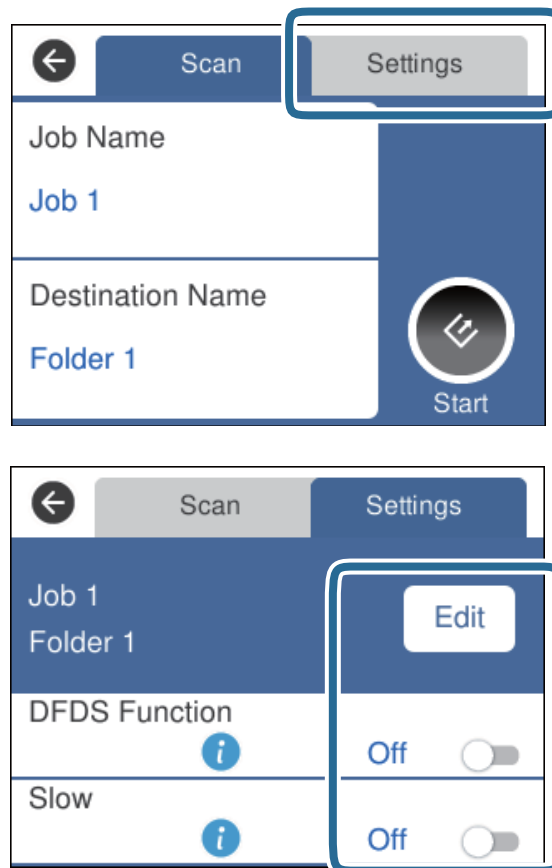 Scan Settings
Job Name
Job 1
Destination Name
Folder 1
Start
Scan Settings
Job 1
Folder 1
Edit
DFDS Function
i Off
Slow
i Off